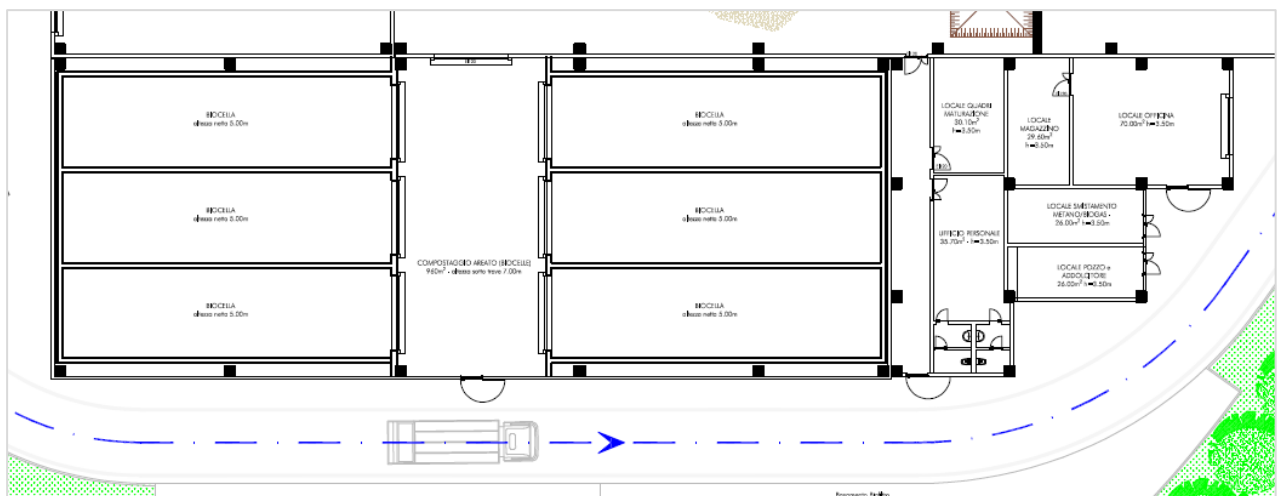 BIOCELLA
altezza netta 5.00m
BIOCELLA
altezza netta 5.00m
LOCALE QUADRI
MATURAZIONE
30.10m²
h=3.50m
LOCALE
MAGAZZINO
29.60m²
h=3.50m
LOCALE OFFICINA
70.00m² h=3.50m
BIOCELLA
altezza netta 5.00m
BIOCELLA
altezza netta 5.00m
LOCALE SMISTAMENTO
METANO/BIOGAS -
26.00m² h=3.50m
UFFICIO PERSONALE
35.70m² - h=3.50m
COMPOSTAGGIO AREATO (BIOCELLE)
960m² - altezza sotto trave 7.00m
LOCALE POZZO e
ADDOLCITORE
26.00m² h=3.50m
BIOCELLA
altezza netta 5.00m
BIOCELLA
altezza netta 5.00m